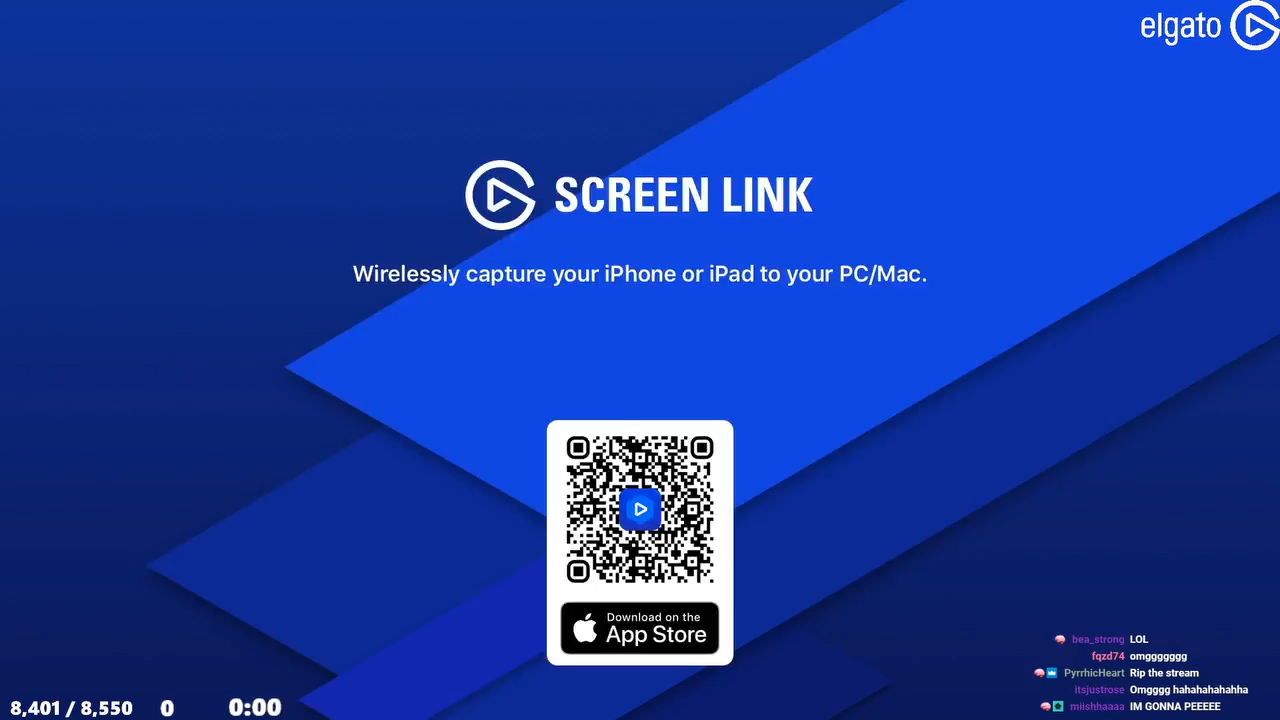 elgato
SCREEN LINK
Wirelessly capture your iPhone or iPad to your PC/Mac.
Download on the
App Store
bea_strong LOL
fqzd74 omggggggg
PyrrhicHeart Rip the stream
itsjustrose Omgggg hahahahahahha
miishhaaaa IM GONNA PEEEEE
8,401 / 8,550 0 0:00